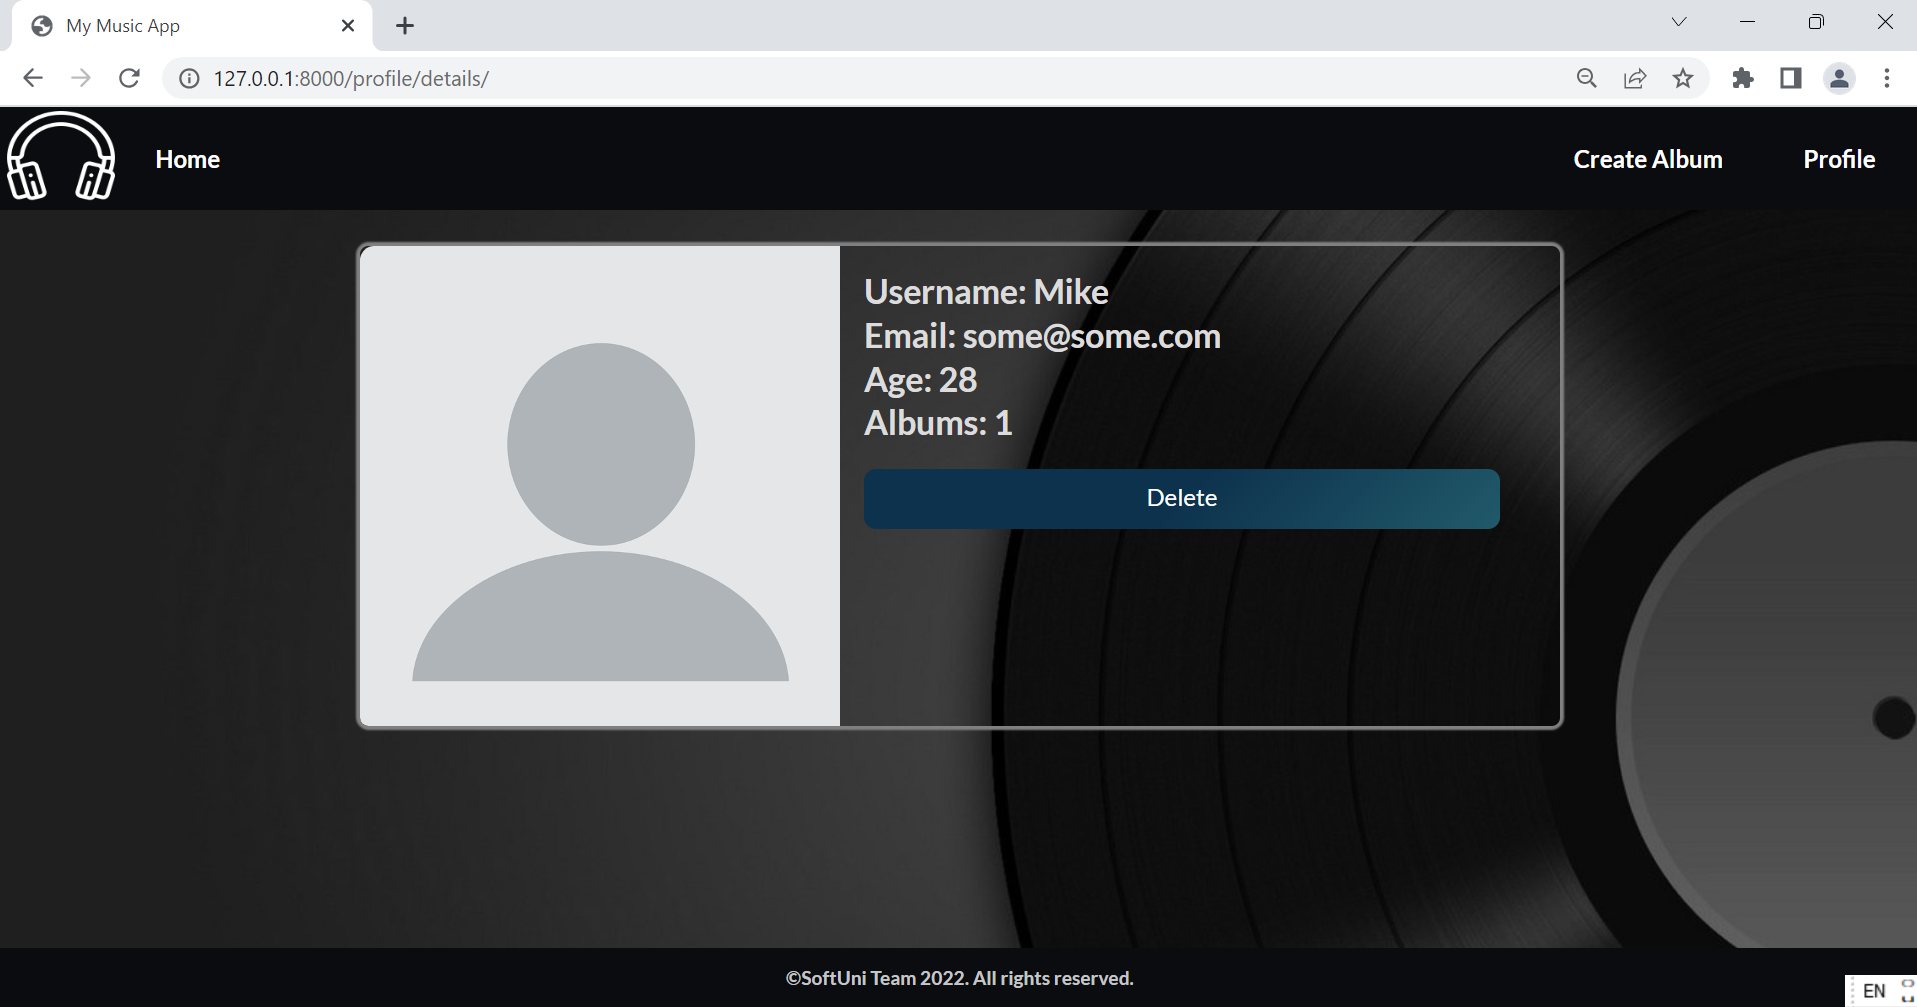 My Music App
127.0.0.1:8000/profile/details/
Home
Create Album
Profile
Username: Mike
Email: some@some.com
Age: 28
Albums: 1
Delete
©SoftUni Team 2022. All rights reserved.
EN